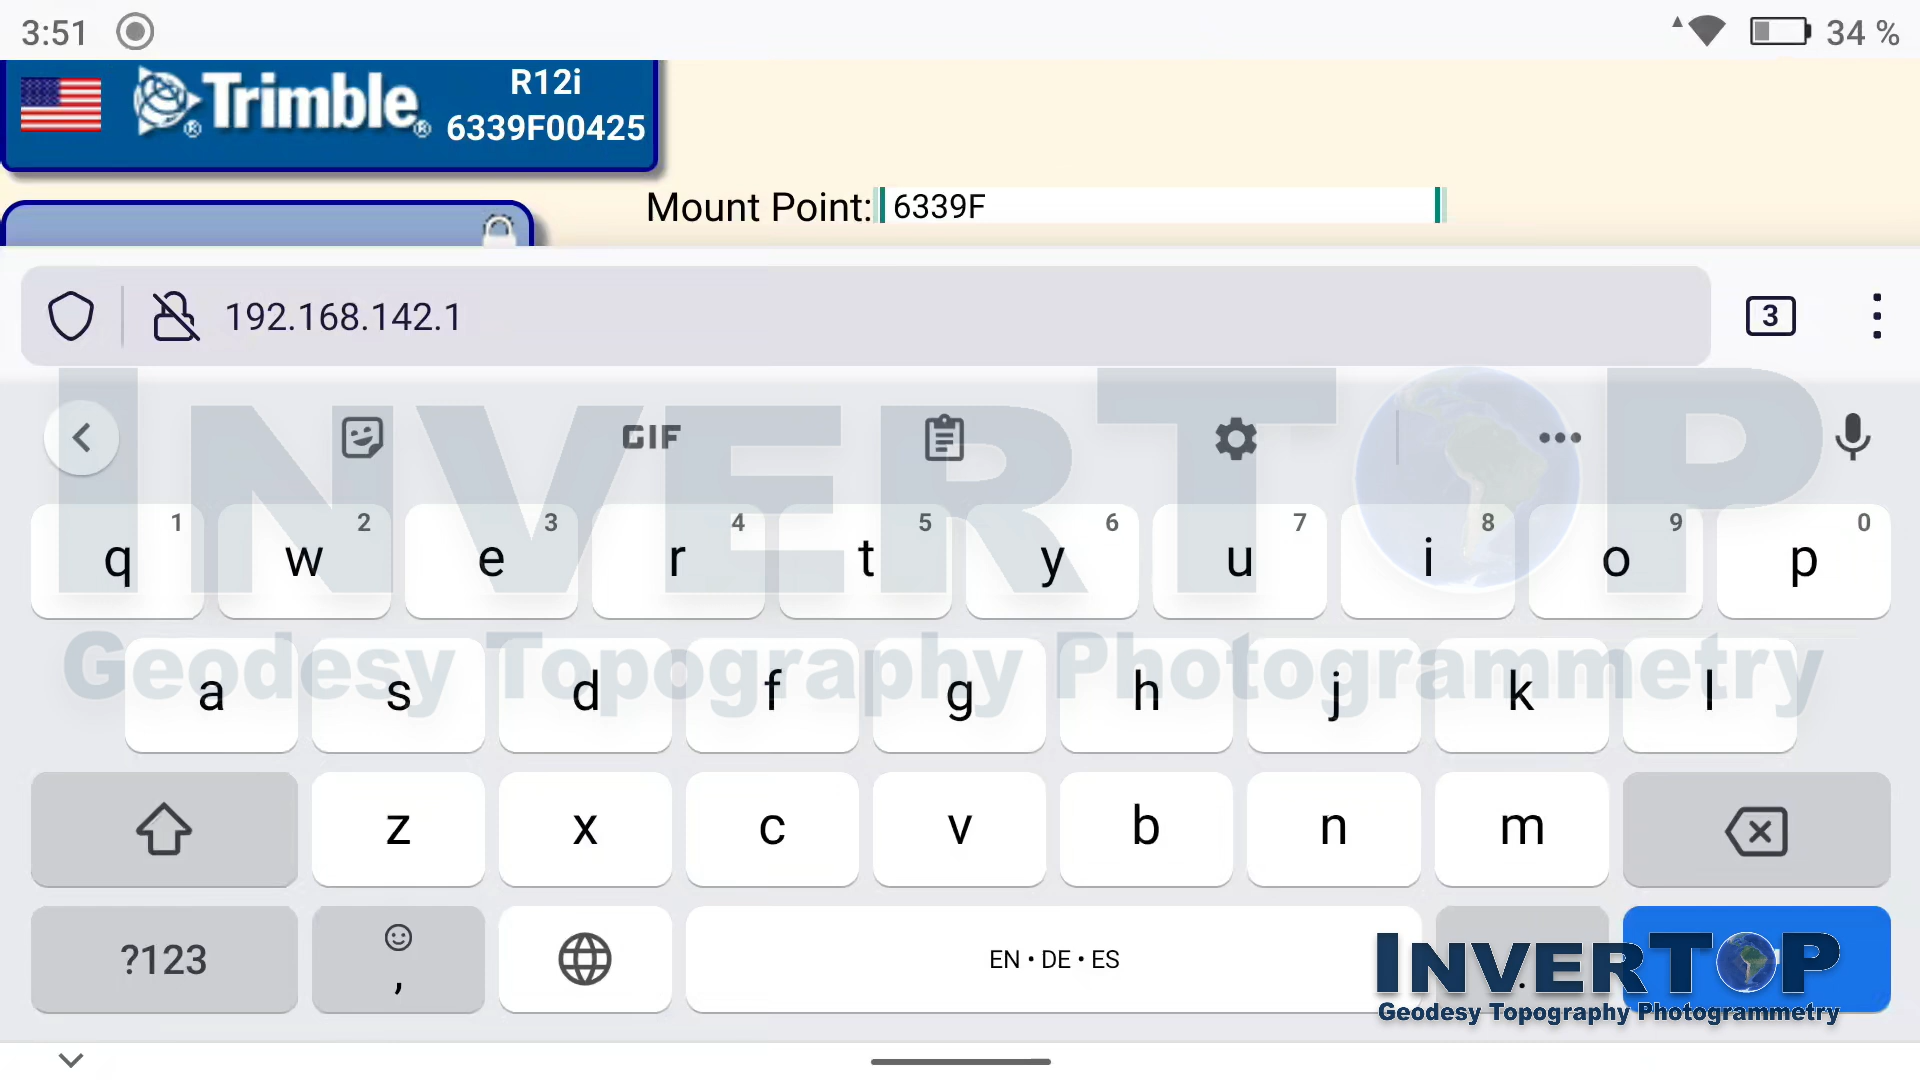 3:51
34 %
Trimble®
R12i
6339F00425
Mount Point: 6339F
192.168.142.1
3
INVERTOP
Geodesy Topography Photogrammetry
GIF
q 1 w 2 e 3 r 4 t 5 y 6 u 7 i 8 o 9 p 0
a s d f g h j k l
z x c v b n m
?123 , EN • DE • ES .
INVERTOP
Geodesy Topography Photogrammetry